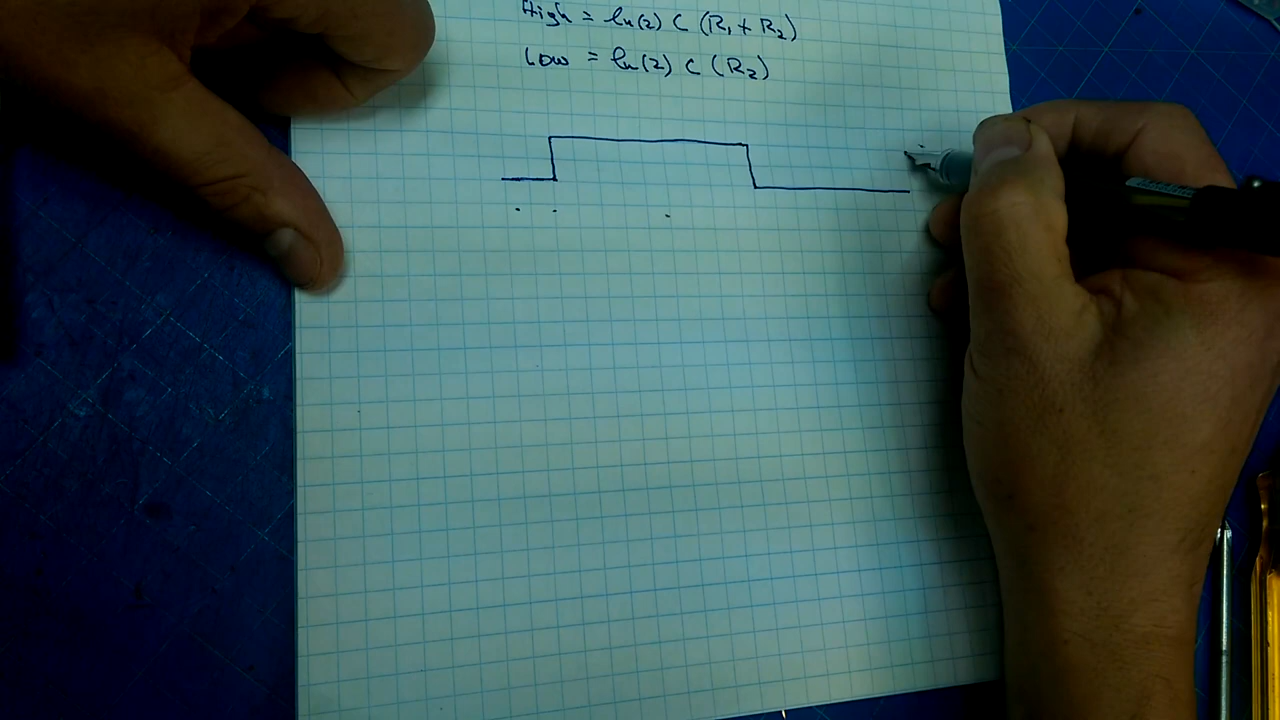 High = ln(2) C (R₁ + R₂)
Low = ln(2) C (R₂)